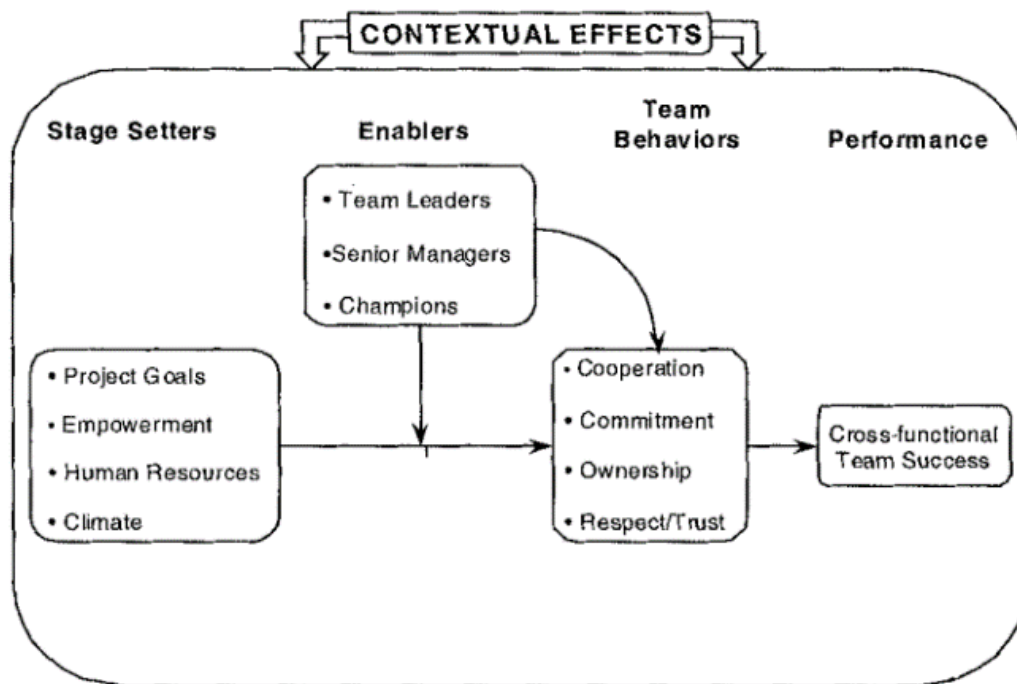 CONTEXTUAL EFFECTS
Stage Setters
Enablers
Team
Behaviors
Performance
• Team Leaders
•Senior Managers
• Champions
• Project Goals
• Empowerment
• Human Resources
• Climate
• Cooperation
• Commitment
• Ownership
• Respect/Trust
Cross-functional
Team Success